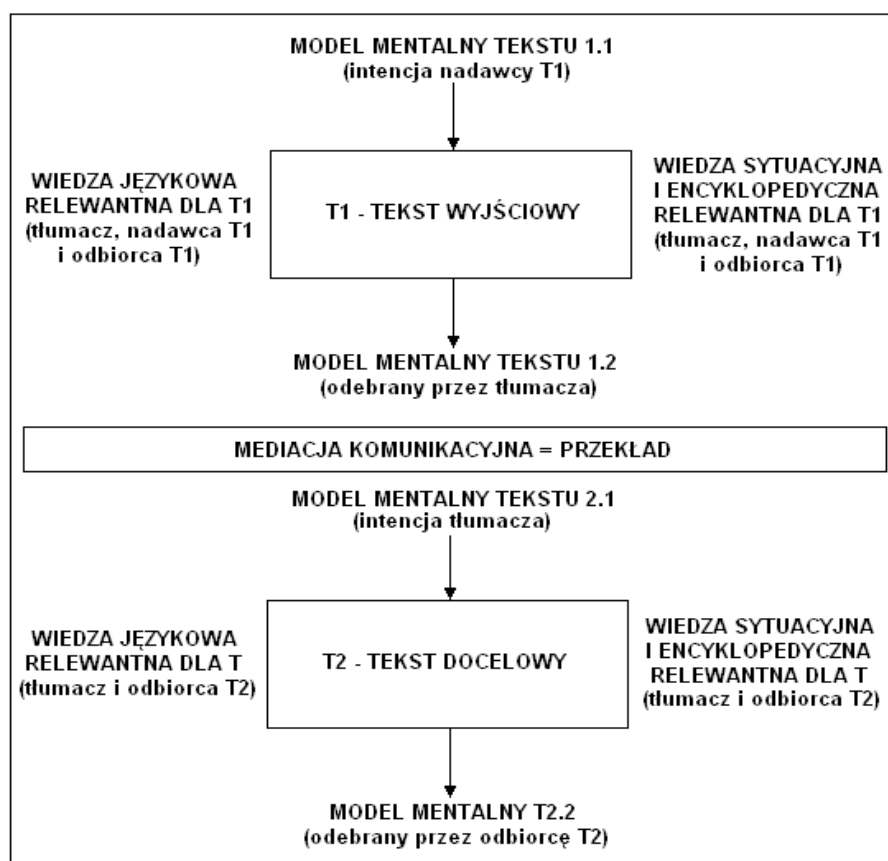 MODEL MENTALNY TEKSTU 1.1
(intencja nadawcy T1)
WIEDZA JĘZYKOWA
RELEWANTNA DLA T1
(tłumacz, nadawca T1
i odbiorca T1)
T1 - TEKST WYJŚCIOWY
WIEDZA SYTUACYJNA
I ENCYKLOPEDYCZNA
RELEWANTNA DLA T1
(tłumacz, nadawca T1
i odbiorca T1)
MODEL MENTALNY TEKSTU 1.2
(odebrany przez tłumacza)
MEDIACJA KOMUNIKACYJNA = PRZEKŁAD
MODEL MENTALNY TEKSTU 2.1
(intencja tłumacza)
WIEDZA JĘZYKOWA
RELEWANTNA DLA T
(tłumacz i odbiorca T2)
T2 - TEKST DOCELOWY
WIEDZA SYTUACYJNA
I ENCYKLOPEDYCZNA
RELEWANTNA DLA T
(tłumacz i odbiorca T2)
MODEL MENTALNY T2.2
(odebrany przez odbiorcę T2)